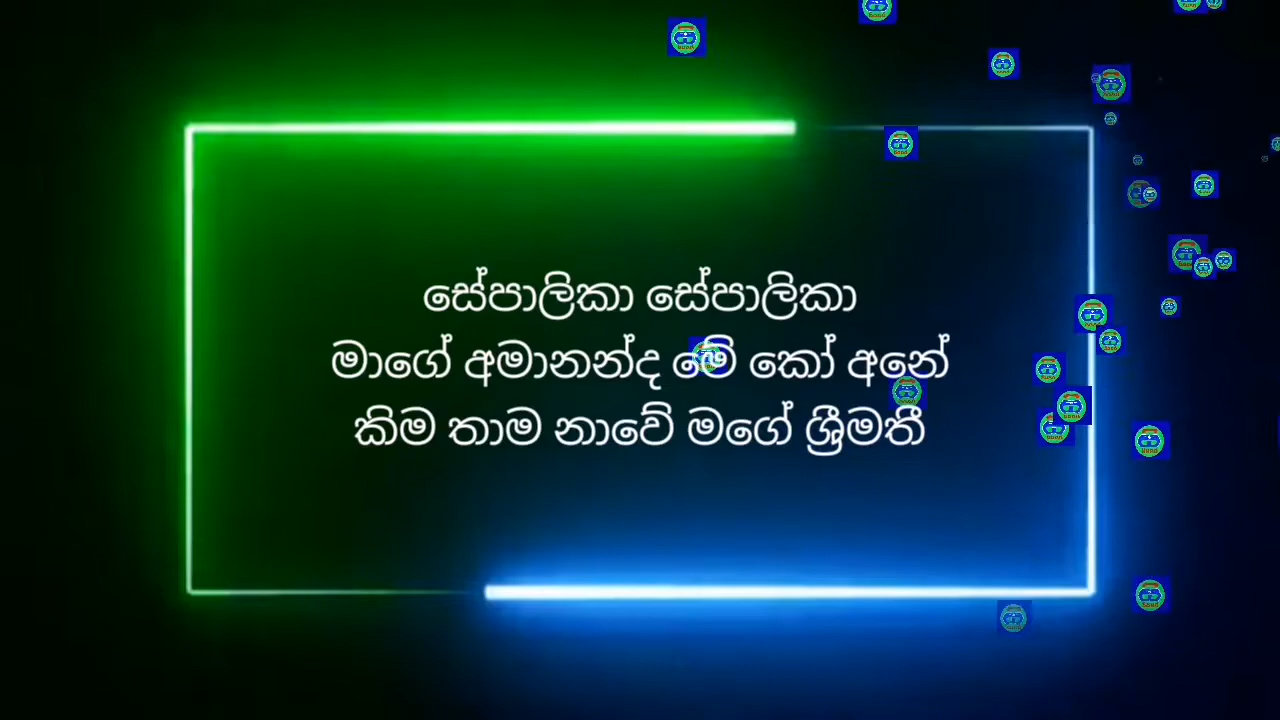 සේපාලිකා සේපාලිකා
මාගේ අමානන්ද මේ කෝ අනේ
කිම තාම නාවේ මගේ ශ්‍රීමතී